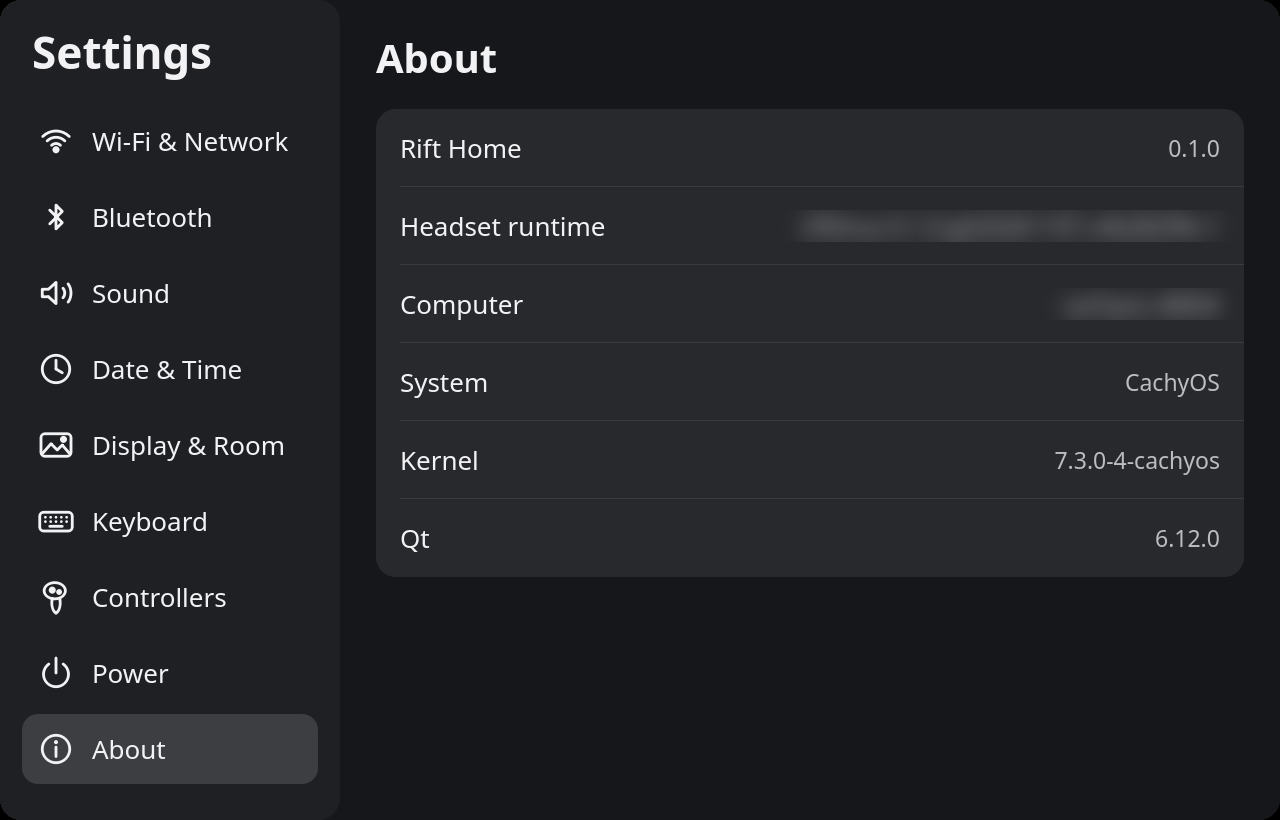 Settings
Wi-Fi & Network
Bluetooth
Sound
Date & Time
Display & Room
Keyboard
Controllers
Power
About
About
Rift Home 0.1.0
Headset runtime
Computer
System CachyOS
Kernel 7.3.0-4-cachyos
Qt 6.12.0